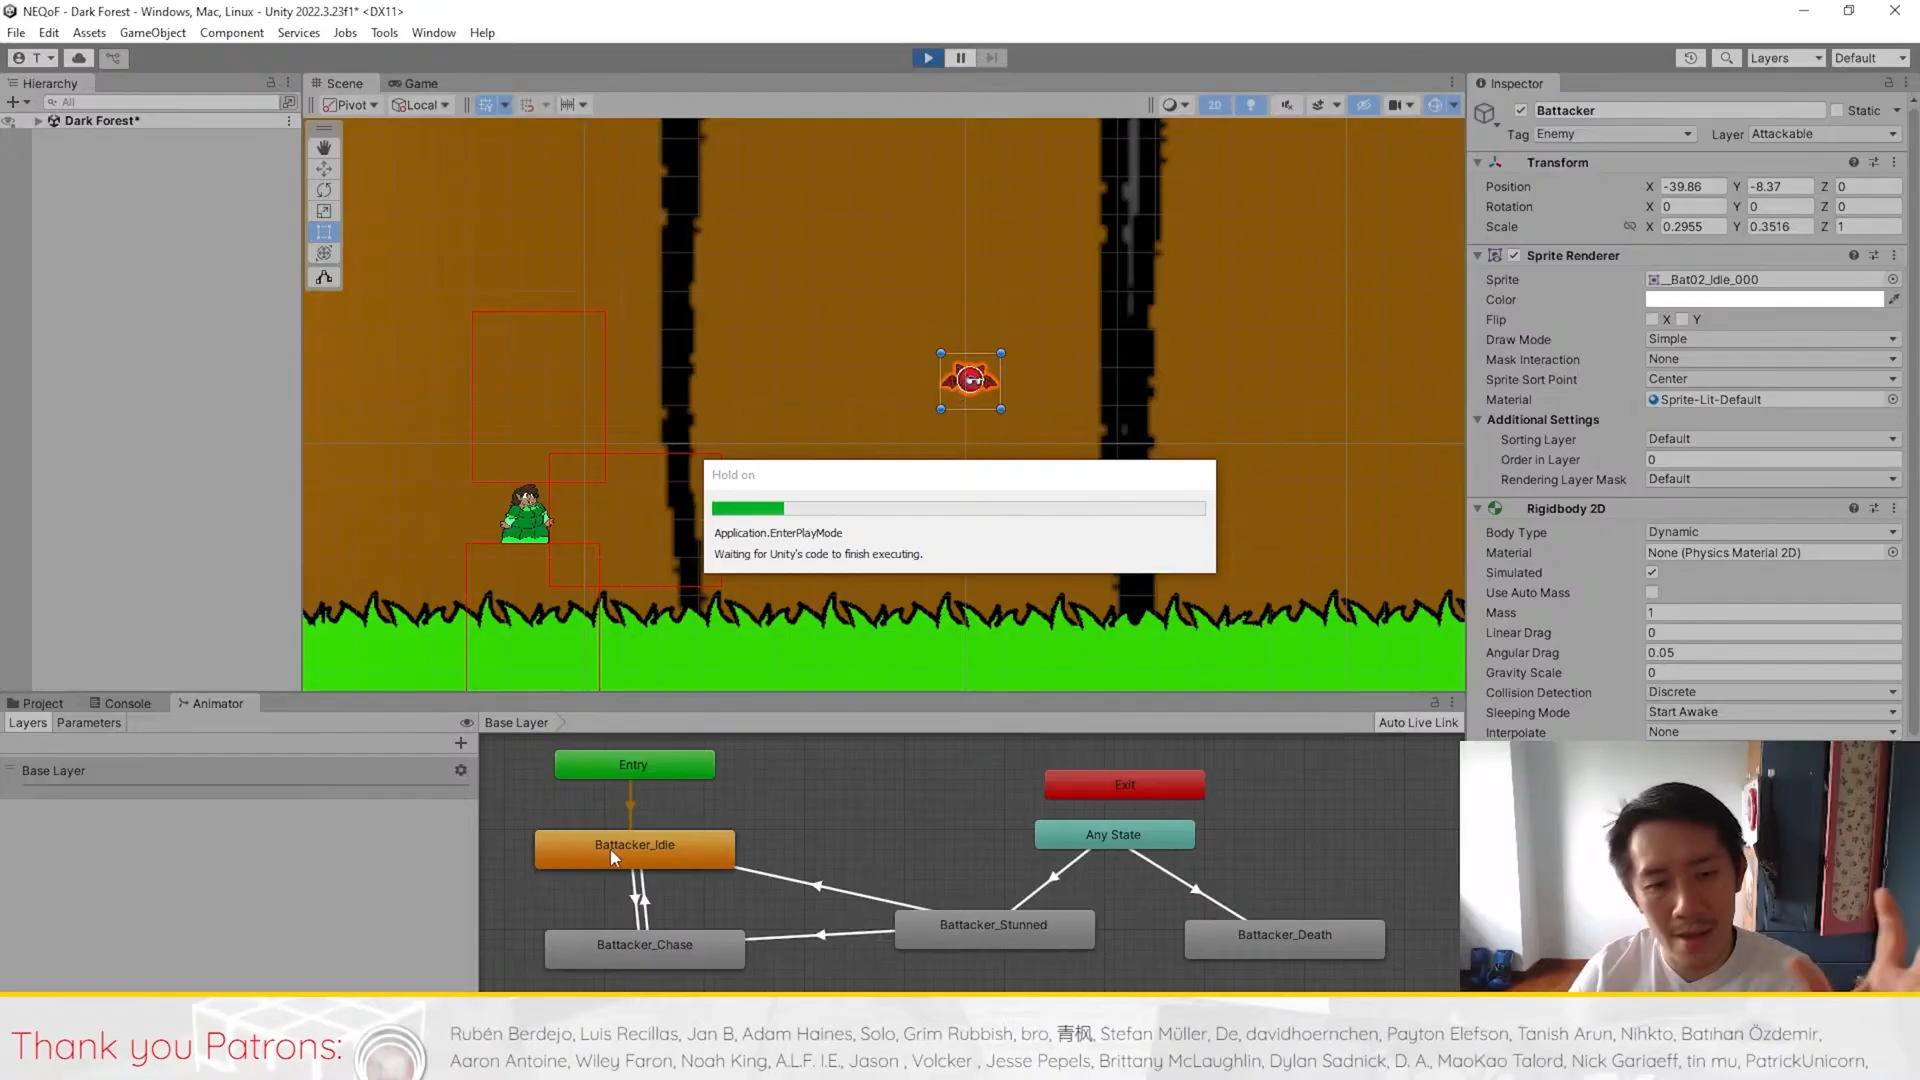 NEQoF - Dark Forest - Windows, Mac, Linux - Unity 2022.3.23f1* <DX11>
File Edit Assets GameObject Component Services Jobs Tools Window Help
T Layers Default
Hierarchy Scene Game Inspector
All Pivot Local 2D
Dark Forest*
Battacker Static
Tag Enemy Layer Attackable
Transform
Position X -39.86 Y -8.37 Z 0
Rotation X 0 Y 0 Z 0
Scale X 0.2955 Y 0.3516 Z 1
Sprite Renderer
Sprite __Bat02_Idle_000
Color
Flip X Y
Draw Mode Simple
Mask Interaction None
Sprite Sort Point Center
Material Sprite-Lit-Default
Additional Settings
Sorting Layer Default
Order in Layer 0
Rendering Layer Mask Default
Rigidbody 2D
Body Type Dynamic
Material None (Physics Material 2D)
Simulated
Use Auto Mass
Mass 1
Linear Drag 0
Angular Drag 0.05
Gravity Scale 0
Collision Detection Discrete
Sleeping Mode Start Awake
Interpolate None
Hold on
Application.EnterPlayMode
Waiting for Unity's code to finish executing.
Project Console Animator
Layers Parameters Base Layer Auto Live Link
Base Layer
Entry
Exit
Any State
Battacker_Idle
Battacker_Stunned
Battacker_Chase
Battacker_Death
Thank you Patrons:
Rubén Berdejo, Luis Recillas, Jan B, Adam Haines, Solo, Grim Rubbish, bro, 青枫, Stefan Müller, De, davidhoernchen, Payton Elefson, Tanish Arun, Nihkto, Batıhan Özdemir,
Aaron Antoine, Wiley Faron, Noah King, A.L.F. I.E., Jason , Volcker , Jesse Pepels, Brittany McLaughlin, Dylan Sadnick, D. A., MaoKao Talord, Nick Gariaeff, tin mu, PatrickUnicorn,